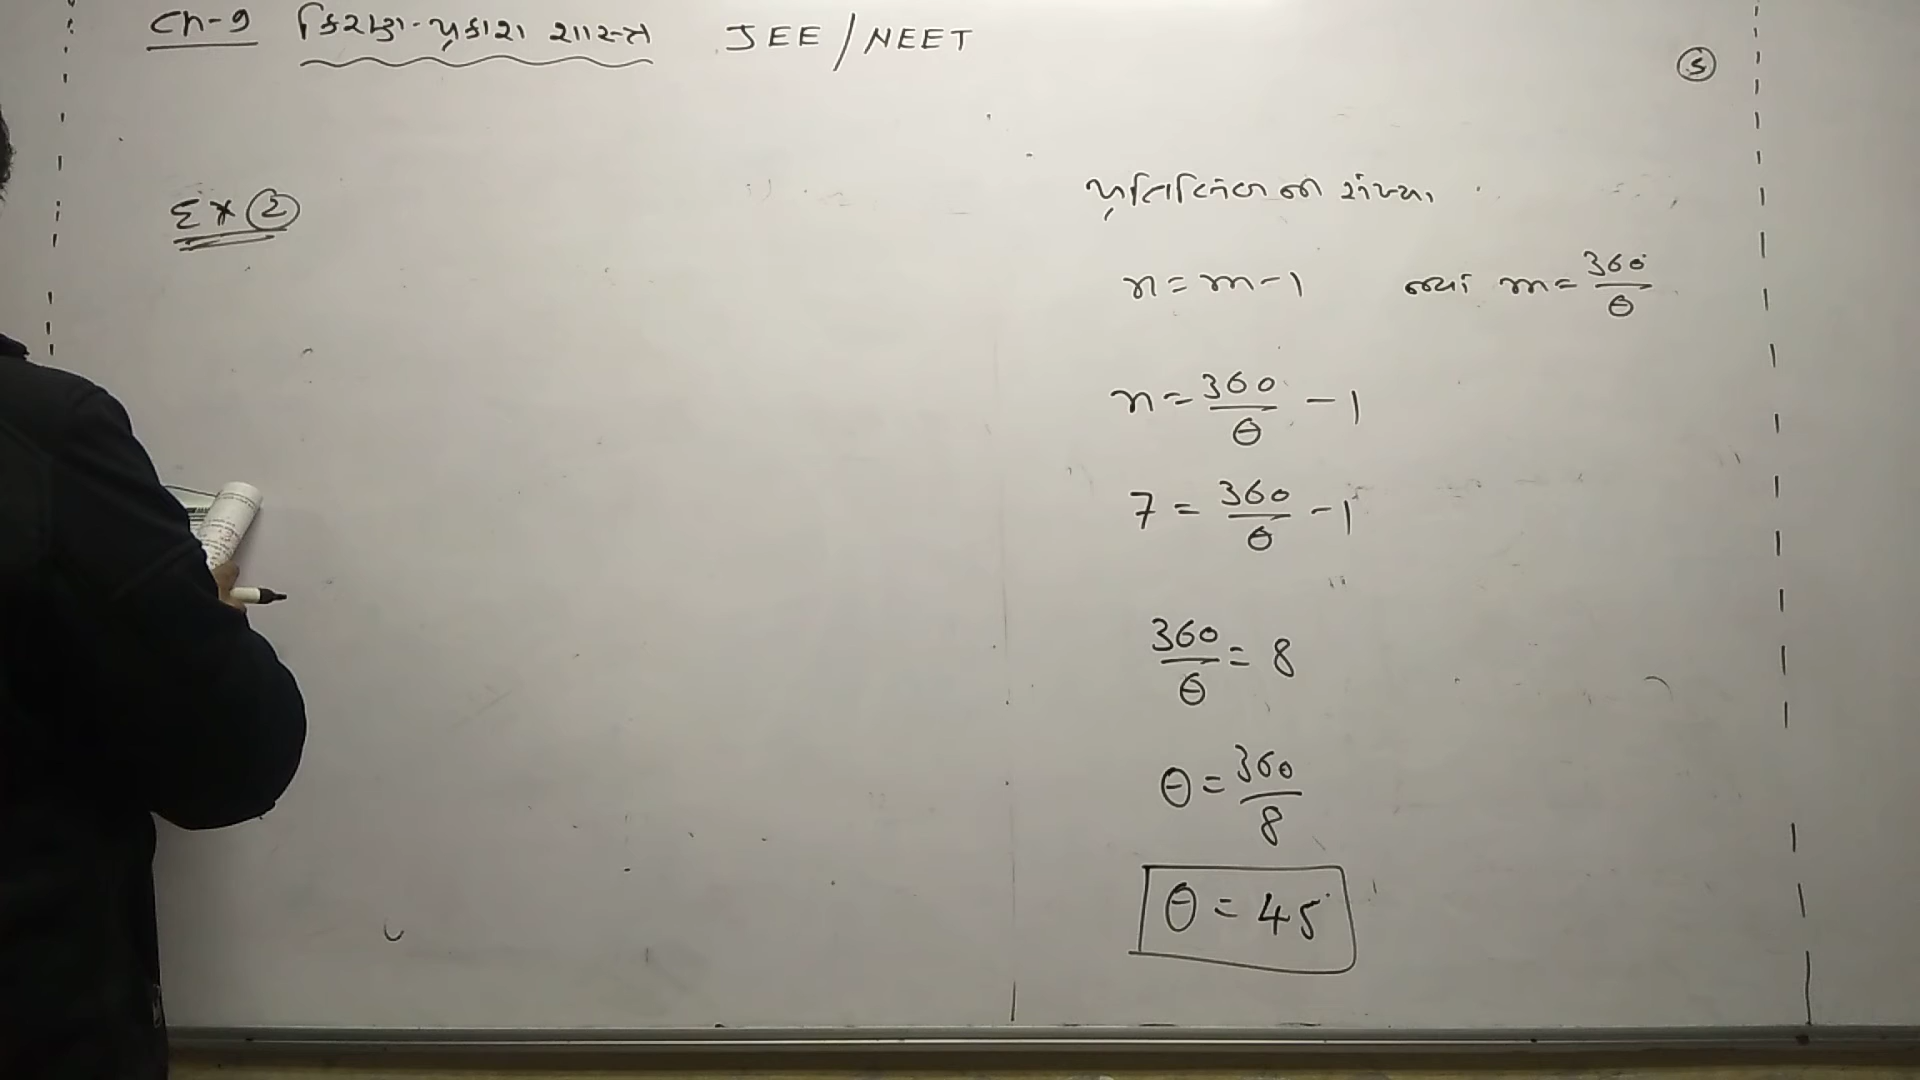 Ch-9 કિરણ-પ્રકાશ શાસ્ત્ર JEE / NEET
5
Ex 2
પ્રતિબિંબની સંખ્યા
n = m - 1 જ્યાં m = 360 / θ
n = 360 / θ - 1
7 = 360 / θ - 1
360 / θ = 8
θ = 360 / 8
θ = 45°